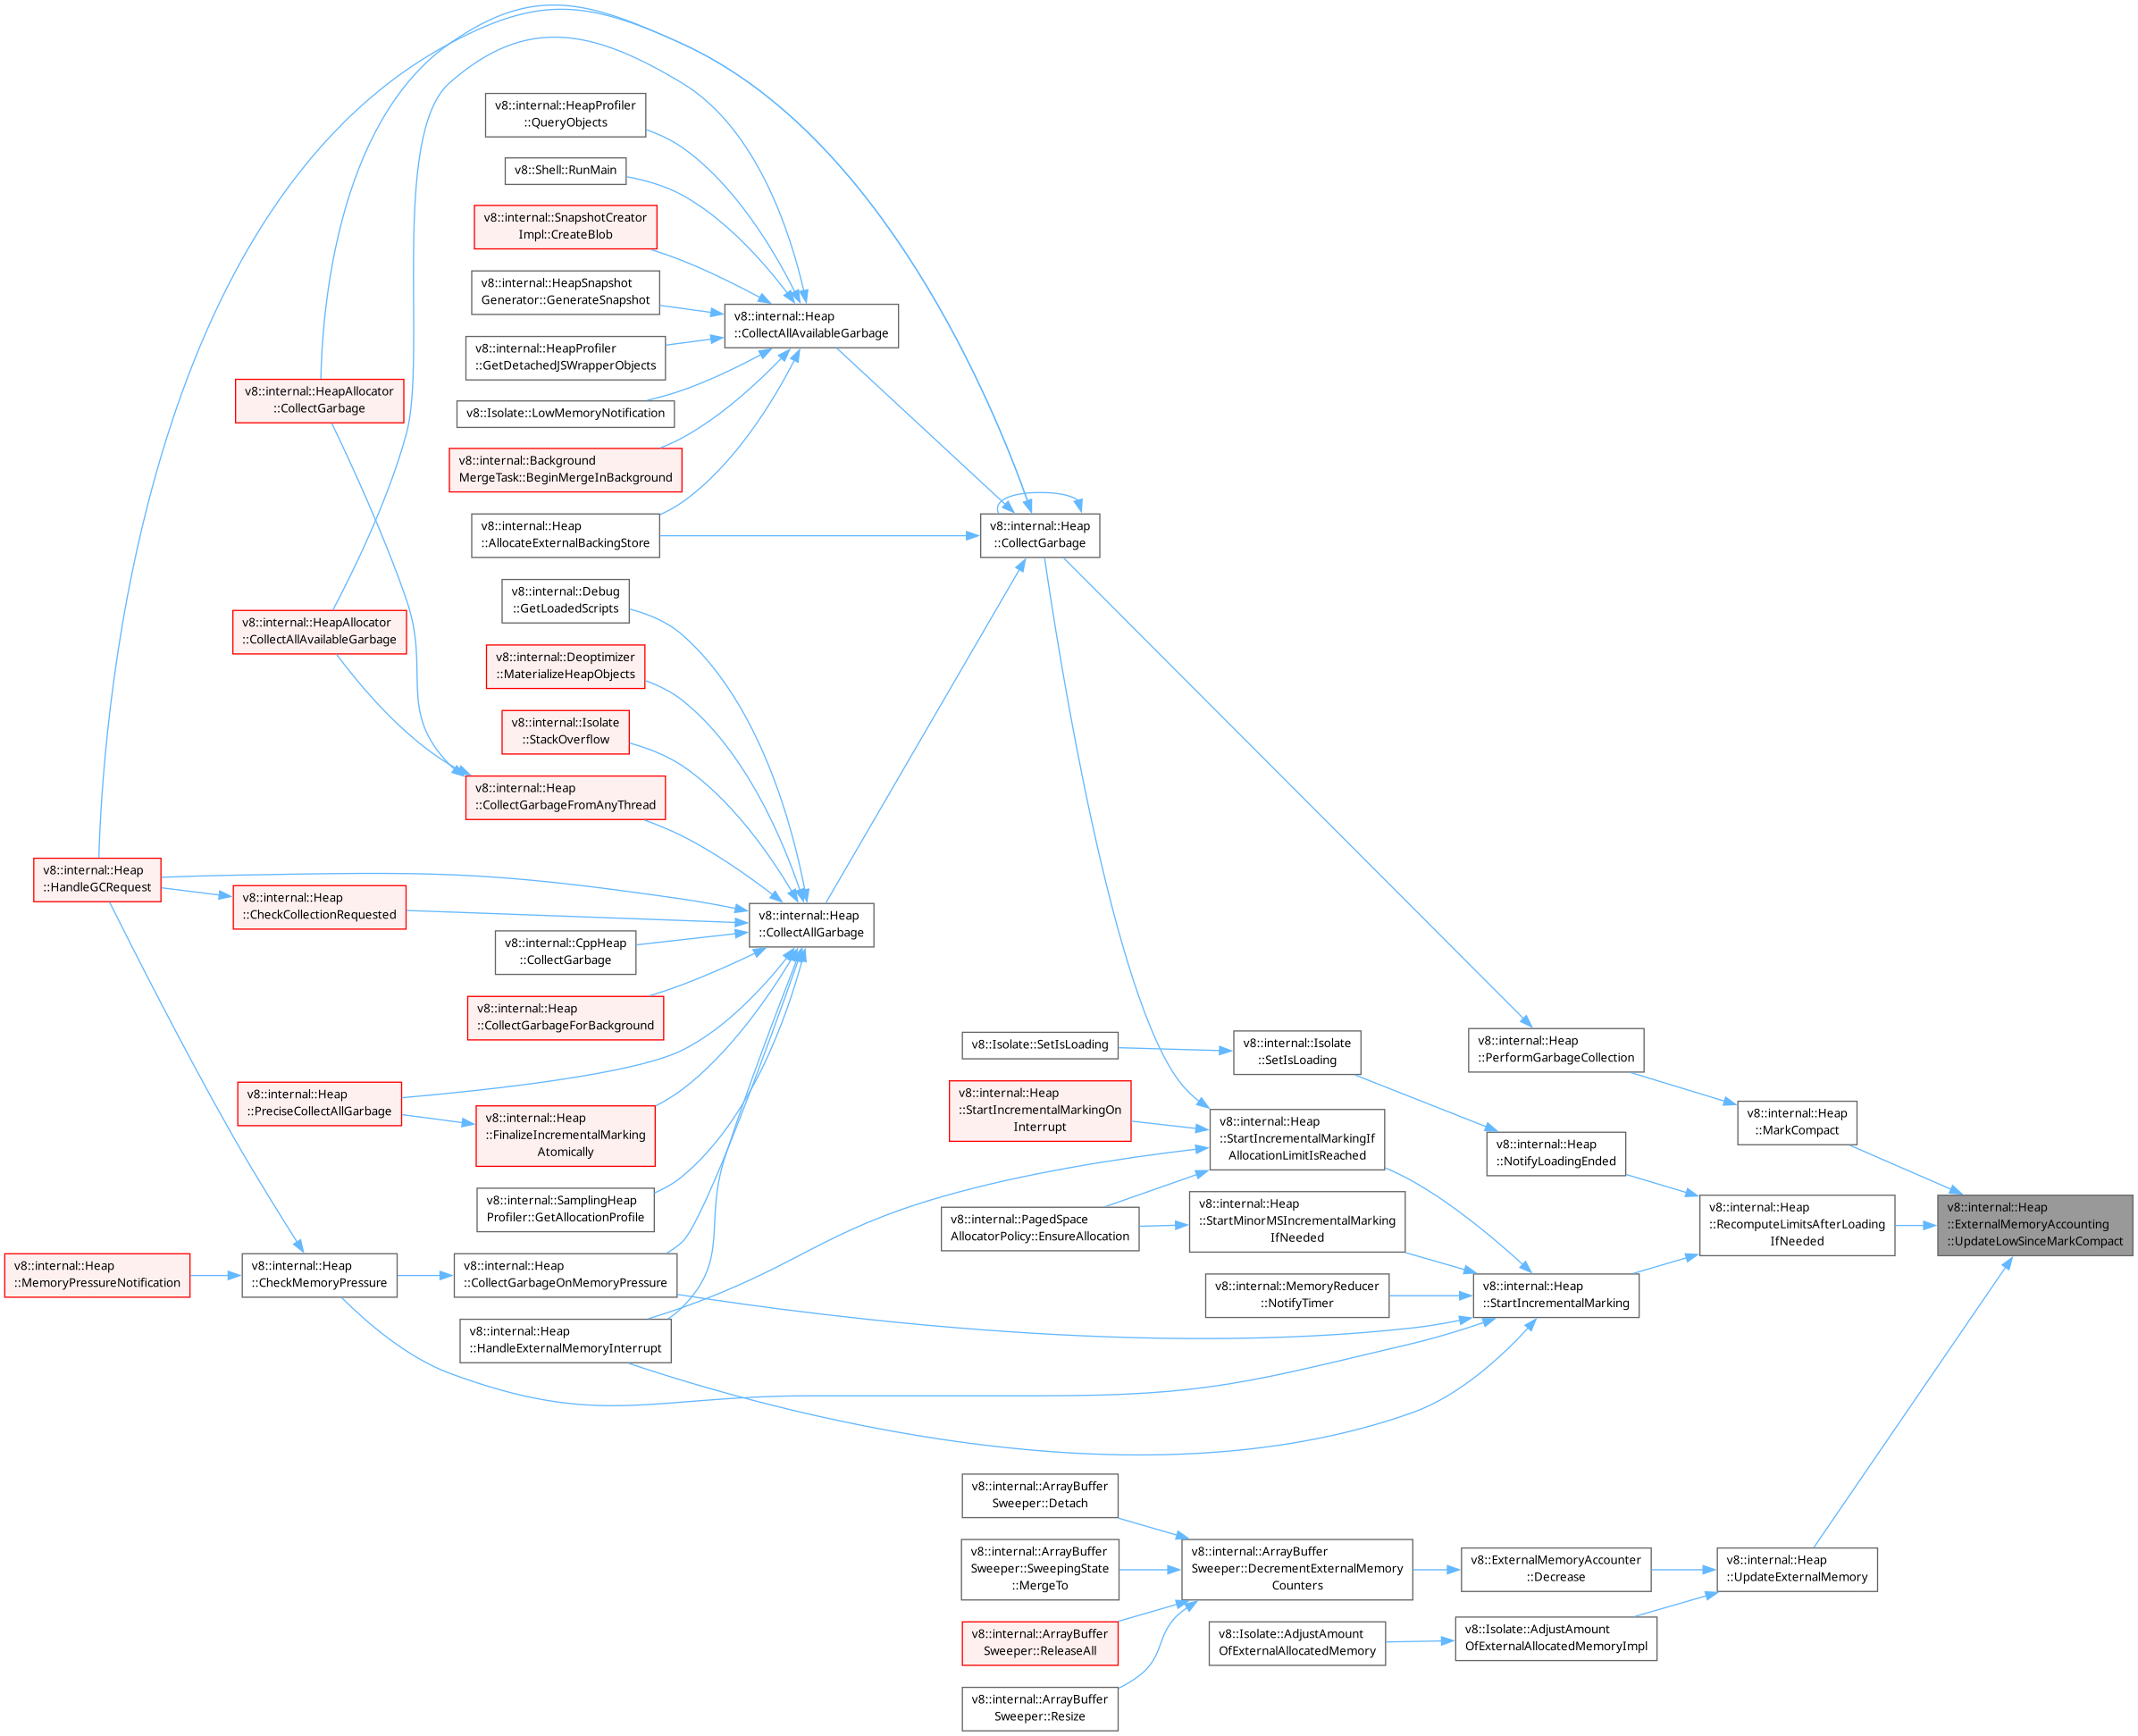 v8::internal::HeapProfiler
::QueryObjects
v8::Shell::RunMain
v8::internal::SnapshotCreator
Impl::CreateBlob
v8::internal::HeapSnapshot
Generator::GenerateSnapshot
v8::internal::Heap
::CollectAllAvailableGarbage
v8::internal::HeapProfiler
::GetDetachedJSWrapperObjects
v8::internal::HeapAllocator
::CollectGarbage
v8::Isolate::LowMemoryNotification
v8::internal::Background
MergeTask::BeginMergeInBackground
v8::internal::Heap
::AllocateExternalBackingStore
v8::internal::Heap
::CollectGarbage
v8::internal::Debug
::GetLoadedScripts
v8::internal::HeapAllocator
::CollectAllAvailableGarbage
v8::internal::Deoptimizer
::MaterializeHeapObjects
v8::internal::Isolate
::StackOverflow
v8::internal::Heap
::CollectGarbageFromAnyThread
v8::internal::Heap
::HandleGCRequest
v8::internal::Heap
::CheckCollectionRequested
v8::internal::Heap
::CollectAllGarbage
v8::internal::CppHeap
::CollectGarbage
v8::internal::Heap
::CollectGarbageForBackground
v8::Isolate::SetIsLoading
v8::internal::Isolate
::SetIsLoading
v8::internal::Heap
::PerformGarbageCollection
v8::internal::Heap
::PreciseCollectAllGarbage
v8::internal::Heap
::FinalizeIncrementalMarking
Atomically
v8::internal::Heap
::StartIncrementalMarkingOn
Interrupt
v8::internal::Heap
::StartIncrementalMarkingIf
AllocationLimitIsReached
v8::internal::Heap
::NotifyLoadingEnded
v8::internal::Heap
::MarkCompact
v8::internal::SamplingHeap
Profiler::GetAllocationProfile
v8::internal::PagedSpace
AllocatorPolicy::EnsureAllocation
v8::internal::Heap
::StartMinorMSIncrementalMarking
IfNeeded
v8::internal::Heap
::RecomputeLimitsAfterLoading
IfNeeded
v8::internal::Heap
::ExternalMemoryAccounting
::UpdateLowSinceMarkCompact
v8::internal::Heap
::MemoryPressureNotification
v8::internal::Heap
::CheckMemoryPressure
v8::internal::Heap
::CollectGarbageOnMemoryPressure
v8::internal::MemoryReducer
::NotifyTimer
v8::internal::Heap
::StartIncrementalMarking
v8::internal::Heap
::HandleExternalMemoryInterrupt
v8::internal::ArrayBuffer
Sweeper::Detach
v8::internal::ArrayBuffer
Sweeper::SweepingState
::MergeTo
v8::internal::ArrayBuffer
Sweeper::DecrementExternalMemory
Counters
v8::ExternalMemoryAccounter
::Decrease
v8::internal::Heap
::UpdateExternalMemory
v8::internal::ArrayBuffer
Sweeper::ReleaseAll
v8::Isolate::AdjustAmount
OfExternalAllocatedMemory
v8::Isolate::AdjustAmount
OfExternalAllocatedMemoryImpl
v8::internal::ArrayBuffer
Sweeper::Resize